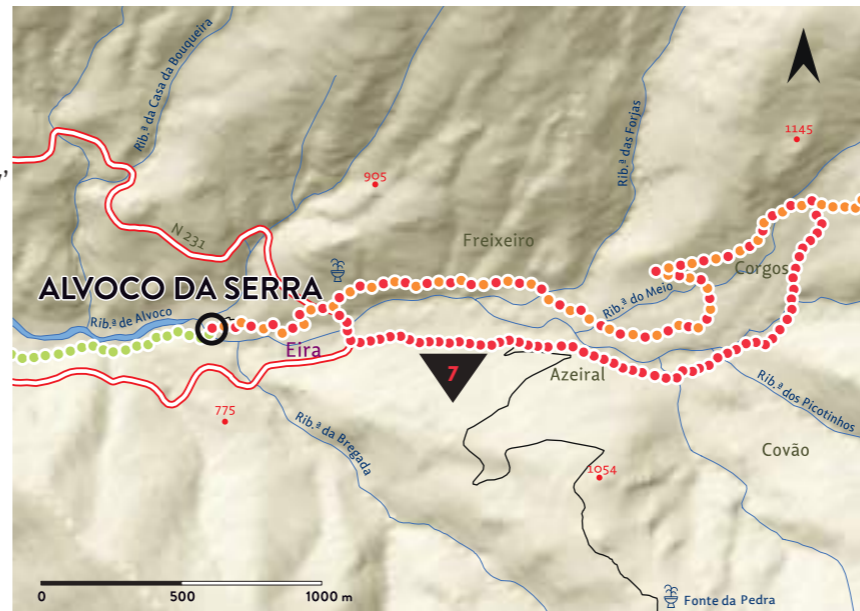 Rib.ª da Casa da Bouqueira
Rib.ª das Forjas
1145
905
N 231
Freixeiro
Corgos
ALVOCO DA SERRA
Rib.ª do Meio
Rib.ª de Alvoco
Eira
7
Azeiral
Rib.ª dos Picotinhos
775
Rib.ª da Bregada
Covão
1054
0 500 1000 m
Fonte da Pedra